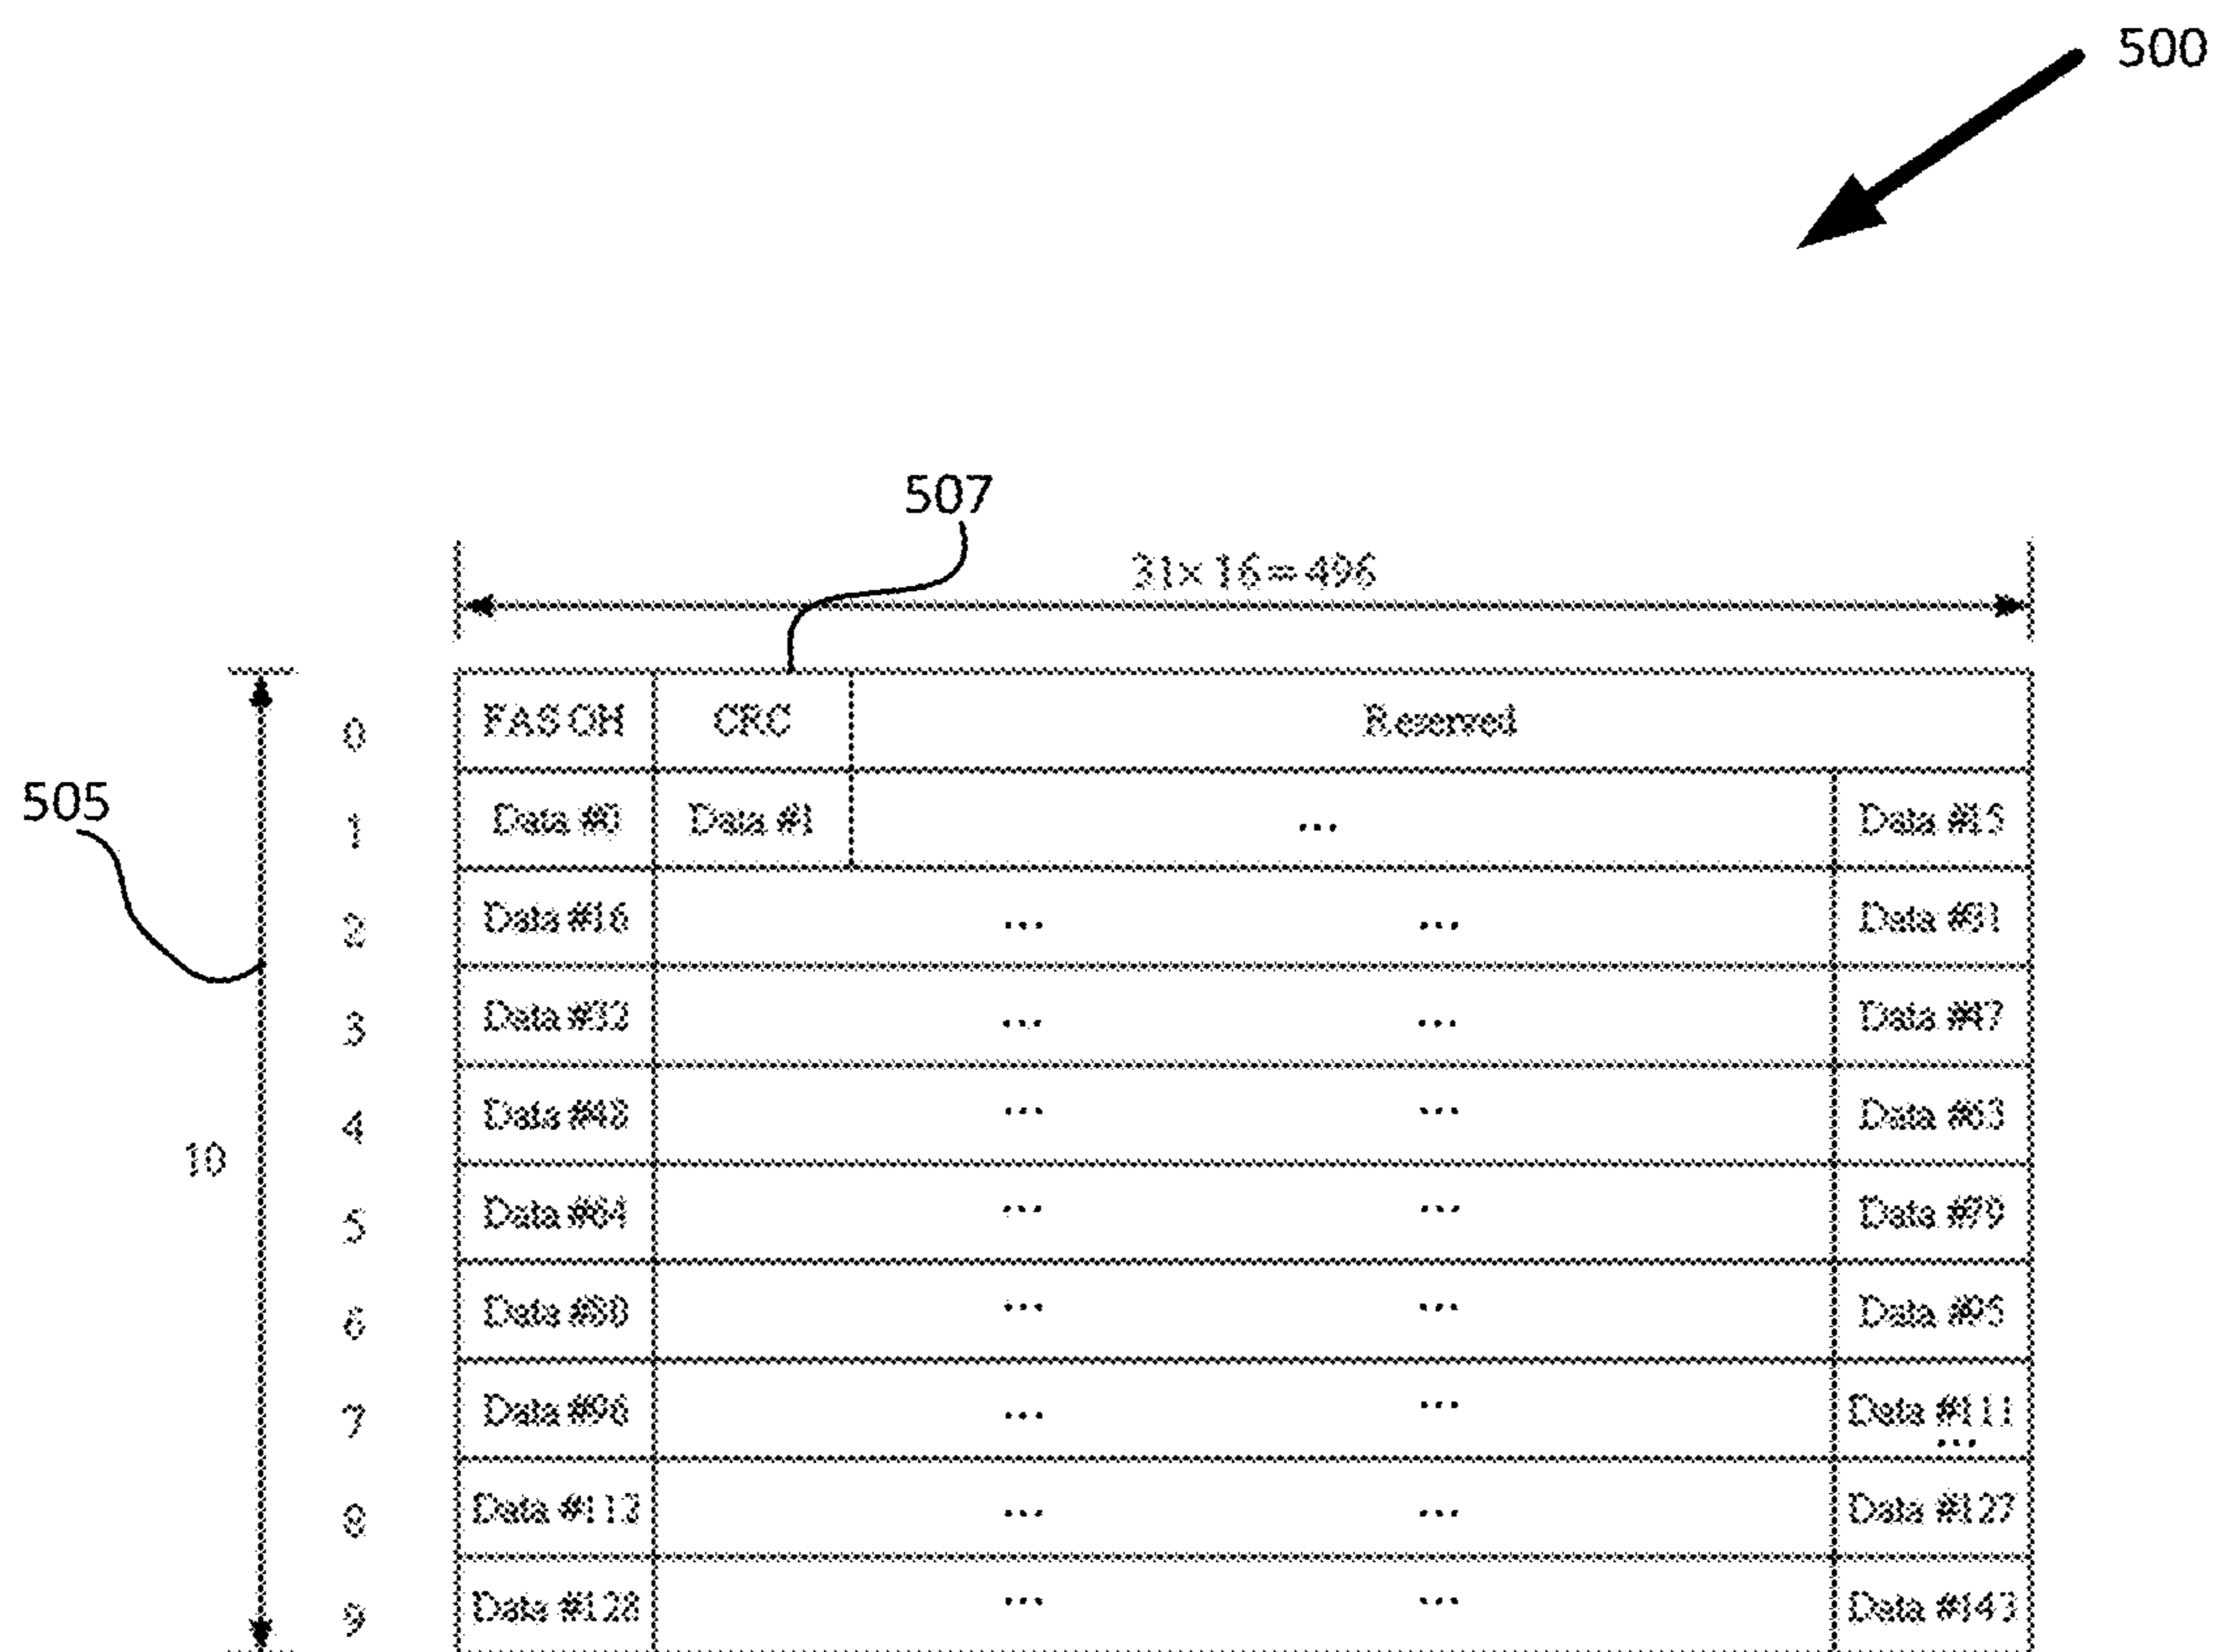 500
507
31×16=496
0 FAS OH CRC Reserved
505
1 Data #0 Data #1 ... Data #15
2 Data #16 ... ... Data #31
3 Data #32 ... ... Data #47
4 Data #48 ... ... Data #63
10
5 Data #64 ... ... Data #79
6 Data #80 ... ... Data #95
7 Data #96 ... ... Data #111
...
8 Data #112 ... ... Data #127
9 Data #128 ... ... Data #143